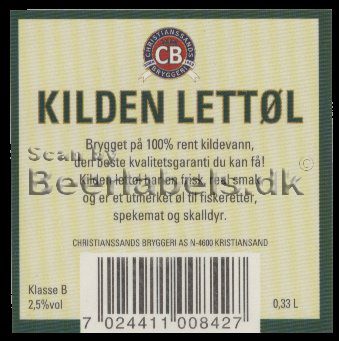 CHRISTIANSSANDS
CB
BRYGGERI
KILDEN LETTØL
Brygget på 100% rent kildevann,
den beste kvalitetsgaranti du kan få!
Kilden lettøl har en frisk, reel smak
og er et utmerket øl til fiskeretter,
spekemat og skalldyr.
Scan by
Beerlabels.dk
©
CHRISTIANSSANDS BRYGGERI AS N-4600 KRISTIANSAND
Klasse B
2,5%vol
0,33 L
7 024411 008427